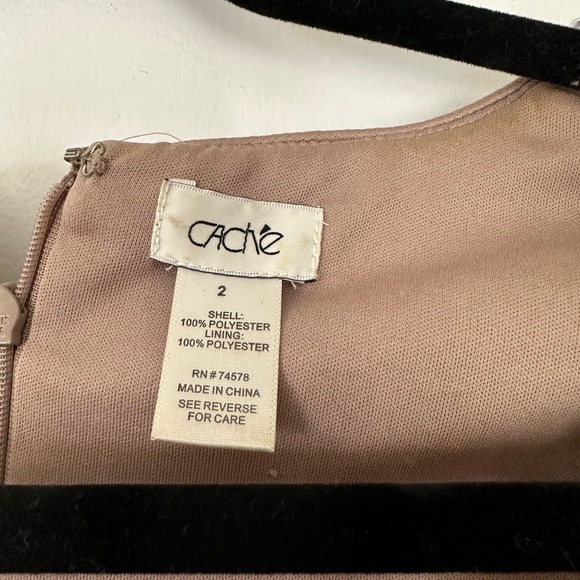 CAché
2
SHELL:
100% POLYESTER
LINING:
100% POLYESTER
RN # 74578
MADE IN CHINA
SEE REVERSE
FOR CARE